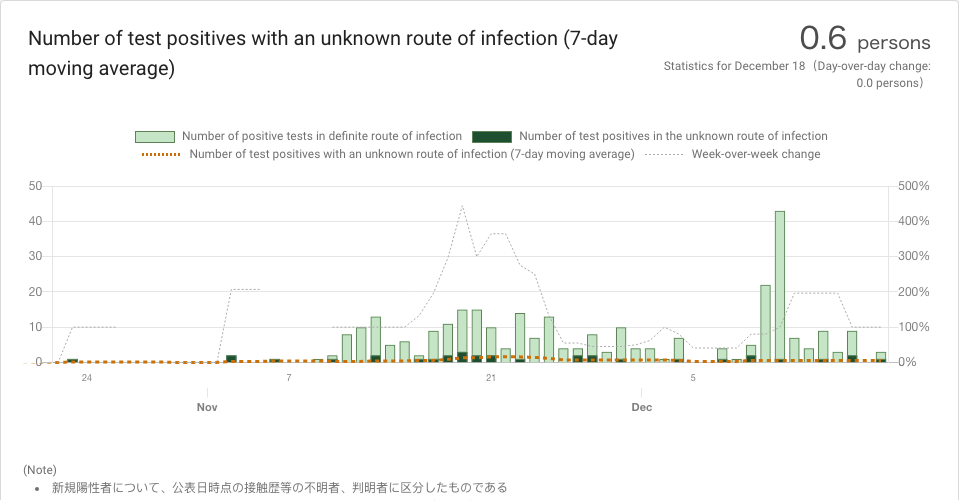 Number of test positives with an unknown route of infection (7-day
moving average)
0.6 persons
Statistics for December 18（Day-over-day change:
0.0 persons）
Number of positive tests in definite route of infection
Number of test positives in the unknown route of infection
Number of test positives with an unknown route of infection (7-day moving average)
Week-over-week change
50 500%
40 400%
30 300%
20 200%
10 100%
0 0%
24 7 21 5
Nov Dec
(Note)
• 新規陽性者について、公表日時点の接触歴等の不明者、判明者に区分したものである